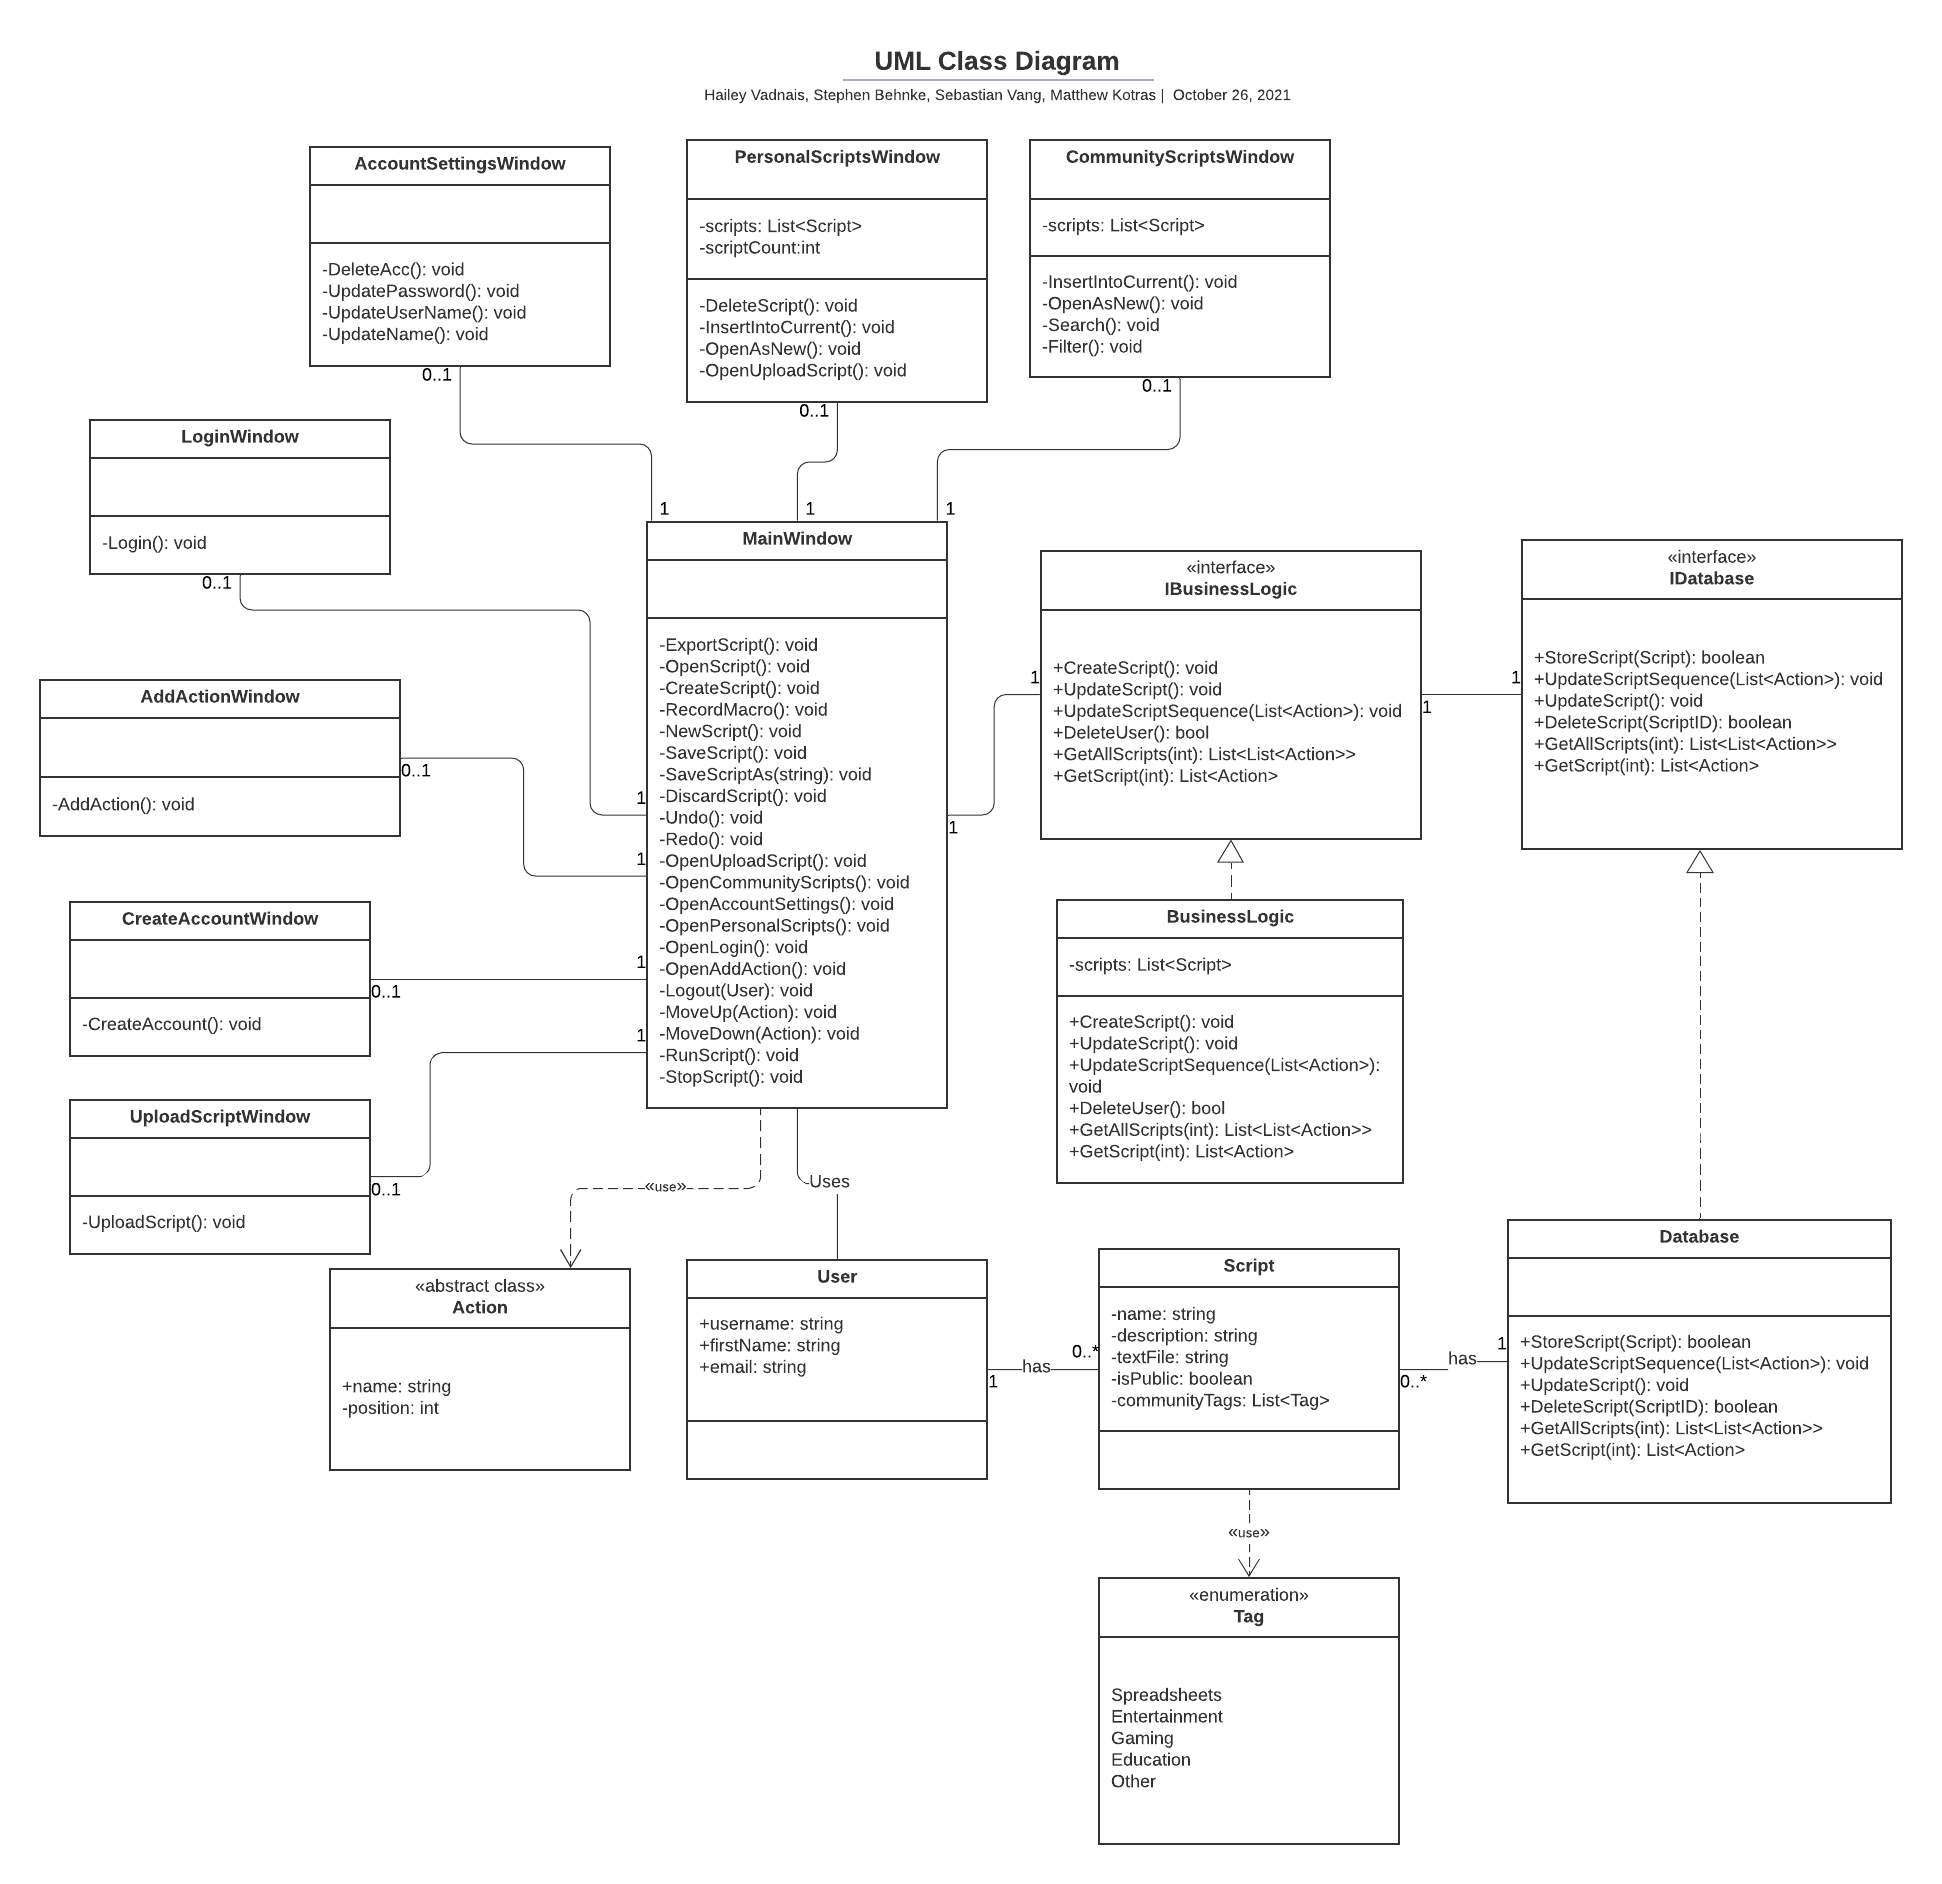 UML Class Diagram
Hailey Vadnais, Stephen Behnke, Sebastian Vang, Matthew Kotras | October 26, 2021
AccountSettingsWindow
-DeleteAcc(): void
-UpdatePassword(): void
-UpdateUserName(): void
-UpdateName(): void
0..1
1
PersonalScriptsWindow
-scripts: List<Script>
-scriptCount:int
-DeleteScript(): void
-InsertIntoCurrent(): void
-OpenAsNew(): void
-OpenUploadScript(): void
0..1
1
CommunityScriptsWindow
-scripts: List<Script>
-InsertIntoCurrent(): void
-OpenAsNew(): void
-Search(): void
-Filter(): void
0..1
1
LoginWindow
-Login(): void
0..1
1
AddActionWindow
-AddAction(): void
0..1
1
CreateAccountWindow
-CreateAccount(): void
0..1
1
UploadScriptWindow
-UploadScript(): void
0..1
1
MainWindow
-ExportScript(): void
-OpenScript(): void
-CreateScript(): void
-RecordMacro(): void
-NewScript(): void
-SaveScript(): void
-SaveScriptAs(string): void
-DiscardScript(): void
-Undo(): void
-Redo(): void
-OpenUploadScript(): void
-OpenCommunityScripts(): void
-OpenAccountSettings(): void
-OpenPersonalScripts(): void
-OpenLogin(): void
-OpenAddAction(): void
-Logout(User): void
-MoveUp(Action): void
-MoveDown(Action): void
-RunScript(): void
-StopScript(): void
1
1
«interface»
IBusinessLogic
+CreateScript(): void
+UpdateScript(): void
+UpdateScriptSequence(List<Action>): void
+DeleteUser(): bool
+GetAllScripts(int): List<List<Action>>
+GetScript(int): List<Action>
1
1
«interface»
IDatabase
+StoreScript(Script): boolean
+UpdateScriptSequence(List<Action>): void
+UpdateScript(): void
+DeleteScript(ScriptID): boolean
+GetAllScripts(int): List<List<Action>>
+GetScript(int): List<Action>
BusinessLogic
-scripts: List<Script>
+CreateScript(): void
+UpdateScript(): void
+UpdateScriptSequence(List<Action>):
void
+DeleteUser(): bool
+GetAllScripts(int): List<List<Action>>
+GetScript(int): List<Action>
«use»
Uses
«abstract class»
Action
+name: string
-position: int
User
+username: string
+firstName: string
+email: string
1
has
0..*
Script
-name: string
-description: string
-textFile: string
-isPublic: boolean
-communityTags: List<Tag>
0..*
has
1
Database
+StoreScript(Script): boolean
+UpdateScriptSequence(List<Action>): void
+UpdateScript(): void
+DeleteScript(ScriptID): boolean
+GetAllScripts(int): List<List<Action>>
+GetScript(int): List<Action>
«use»
«enumeration»
Tag
Spreadsheets
Entertainment
Gaming
Education
Other